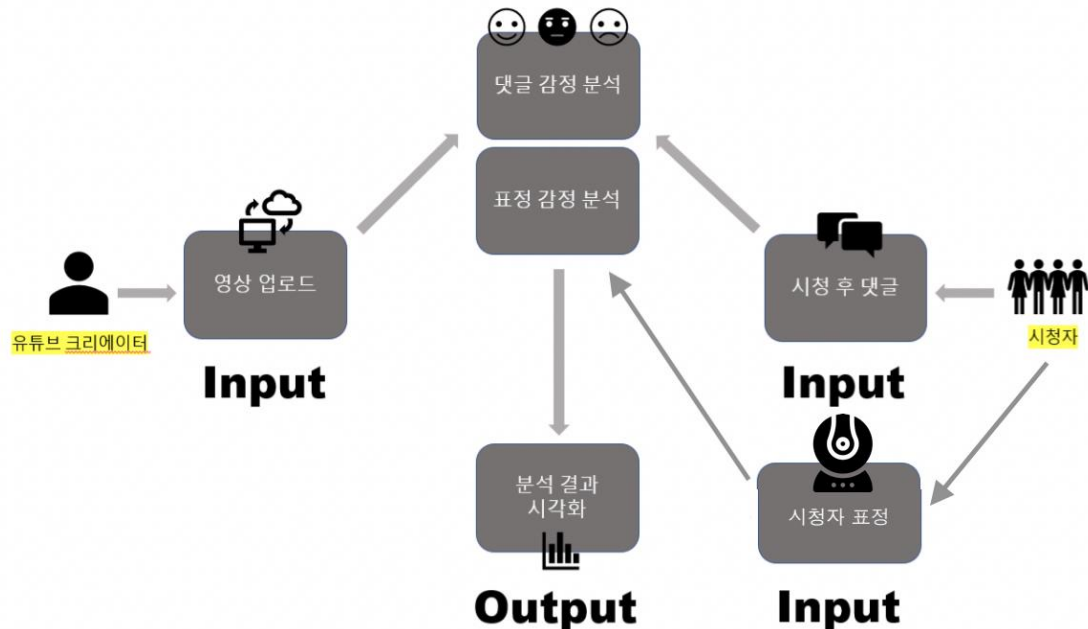 댓글 감정 분석
표정 감정 분석
영상 업로드
유튜브 크리에이터
Input
시청 후 댓글
시청자
Input
분석 결과
시각화
Output
시청자 표정
Input